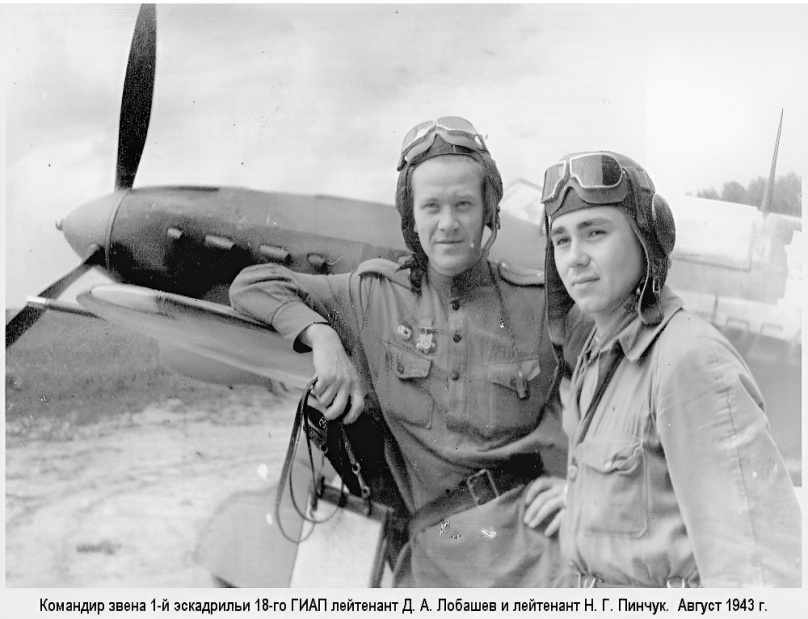 Командир звена 1-й эскадрильи 18-го ГИАП лейтенант Д. А. Лобашев и лейтенант Н. Г. Пинчук. Август 1943 г.